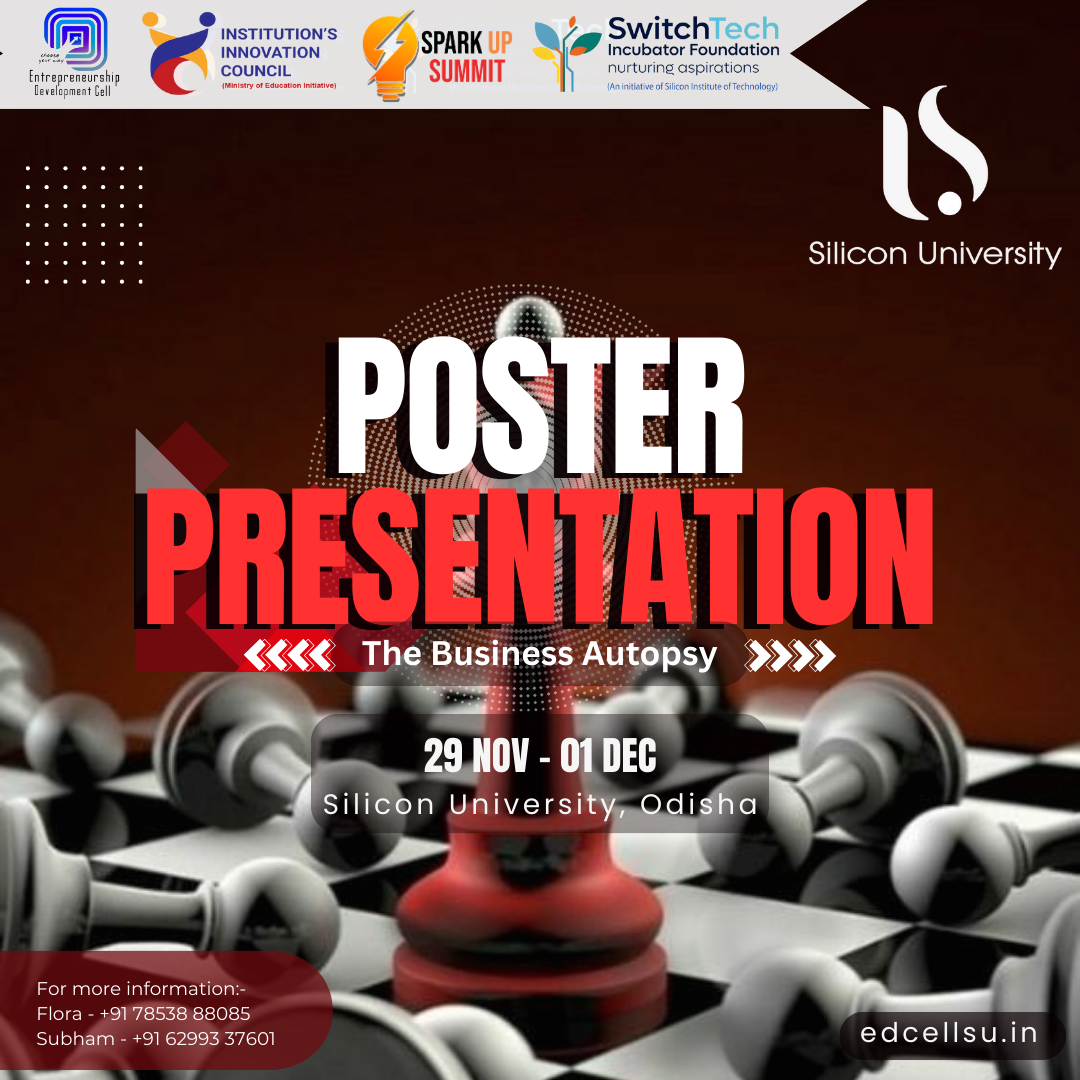 choose
your way
Entrepreneurship
Development Cell
INSTITUTION'S
INNOVATION
COUNCIL
(Ministry of Education Initiative)
SPARK UP
SUMMIT
SwitchTech
Incubator Foundation
nurturing aspirations
(An initiative of Silicon Institute of Technology)
Silicon University
POSTER
PRESENTATION
The Business Autopsy
29 NOV - 01 DEC
Silicon University, Odisha
For more information:-
Flora - +91 78538 88085
Subham - +91 62993 37601
edcellsu.in